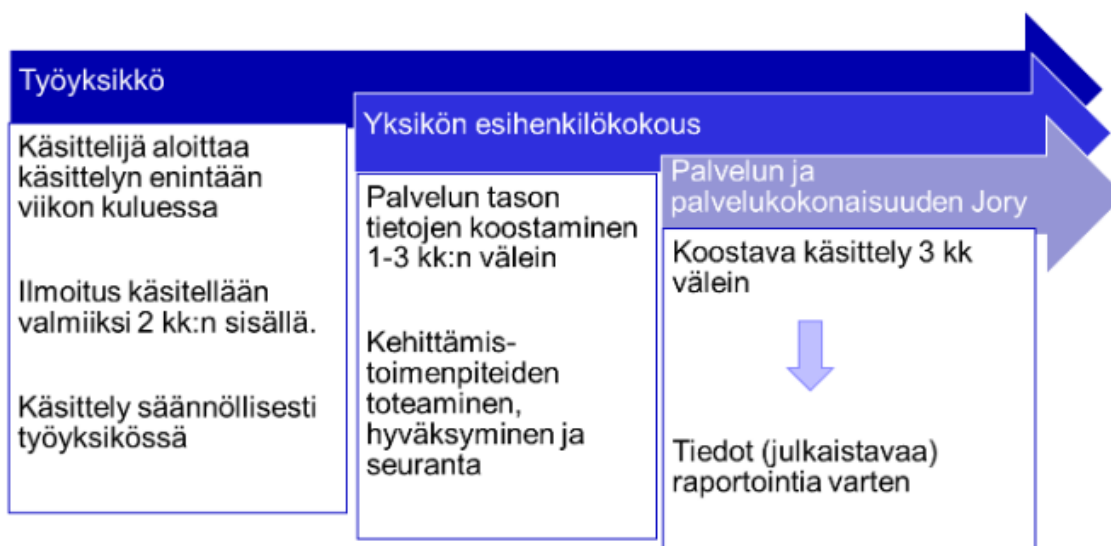 Työyksikkö
Käsittelijä aloittaa
käsittelyn enintään
viikon kuluessa
Ilmoitus käsitellään
valmiiksi 2 kk:n sisällä.
Käsittely säännöllisesti
työyksikössä
Yksikön esihenkilökokous
Palvelun tason
tietojen koostaminen
1-3 kk:n välein
Kehittämis-
toimenpiteiden
toteaminen,
hyväksyminen ja
seuranta
Palvelun ja
palvelukokonaisuuden Jory
Koostava käsittely 3 kk
välein
Tiedot (julkaistavaa)
raportointia varten